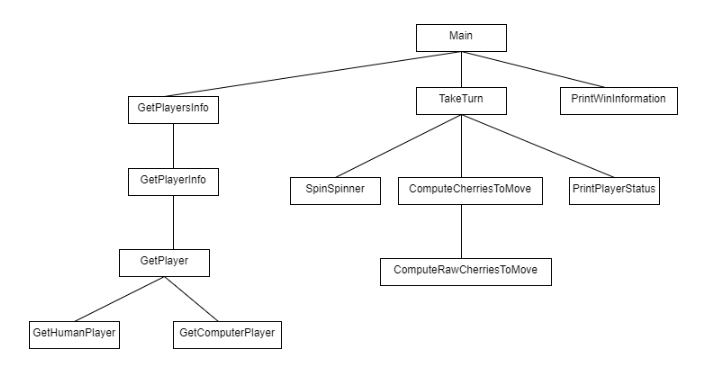 Main
GetPlayersInfo
TakeTurn
PrintWinInformation
GetPlayerInfo
SpinSpinner
ComputeCherriesToMove
PrintPlayerStatus
GetPlayer
ComputeRawCherriesToMove
GetHumanPlayer
GetComputerPlayer